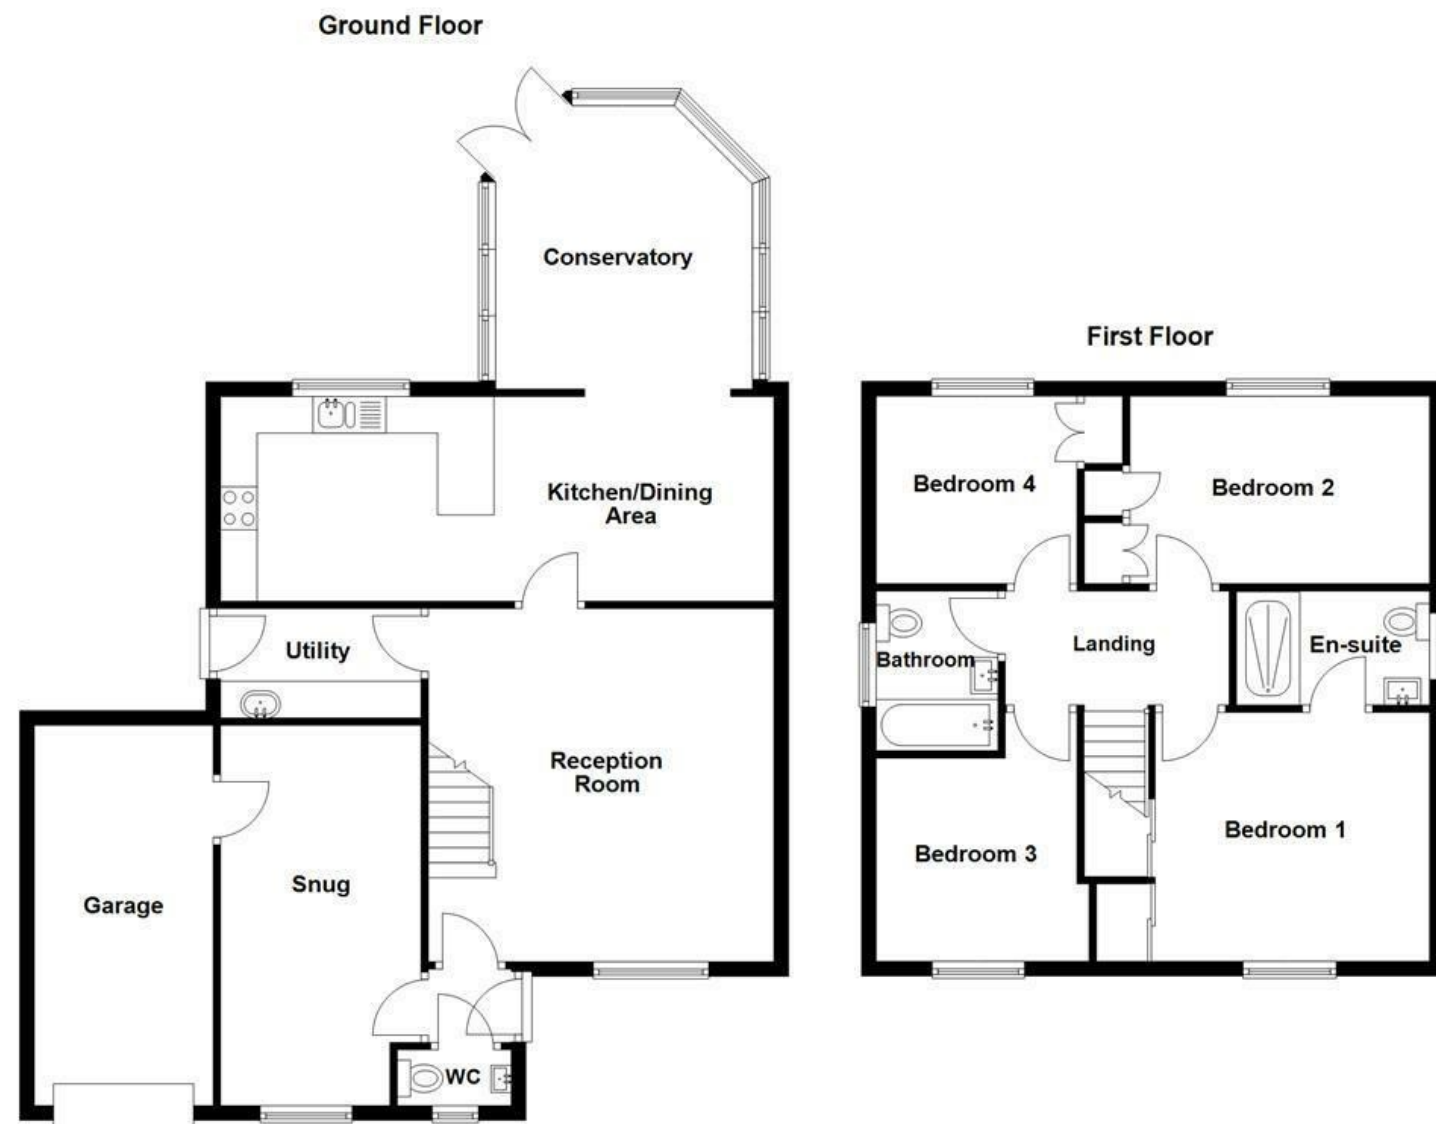 Ground Floor
Conservatory
Kitchen/Dining
Area
Utility
Reception
Room
Snug
Garage
WC
First Floor
Bedroom 4
Bedroom 2
Bathroom
Landing
En-suite
Bedroom 3
Bedroom 1